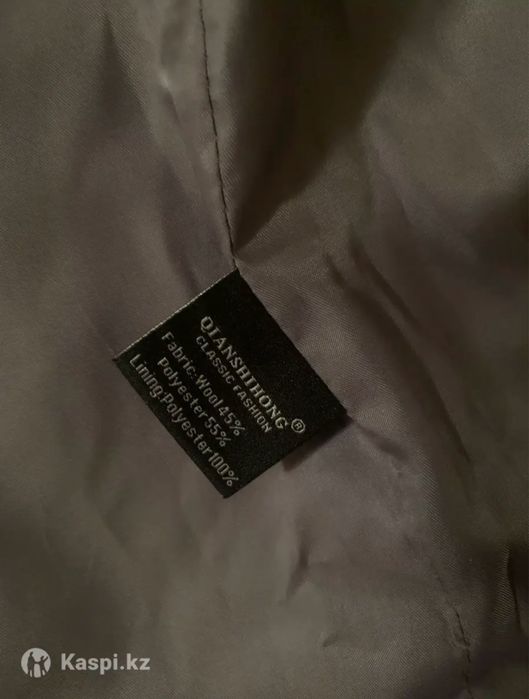 QIANSHIHONG®
CLASSIC FASHION
Fabric:Wool45%
Polyester55%
Lining:Polyester100%
Kaspi.kz